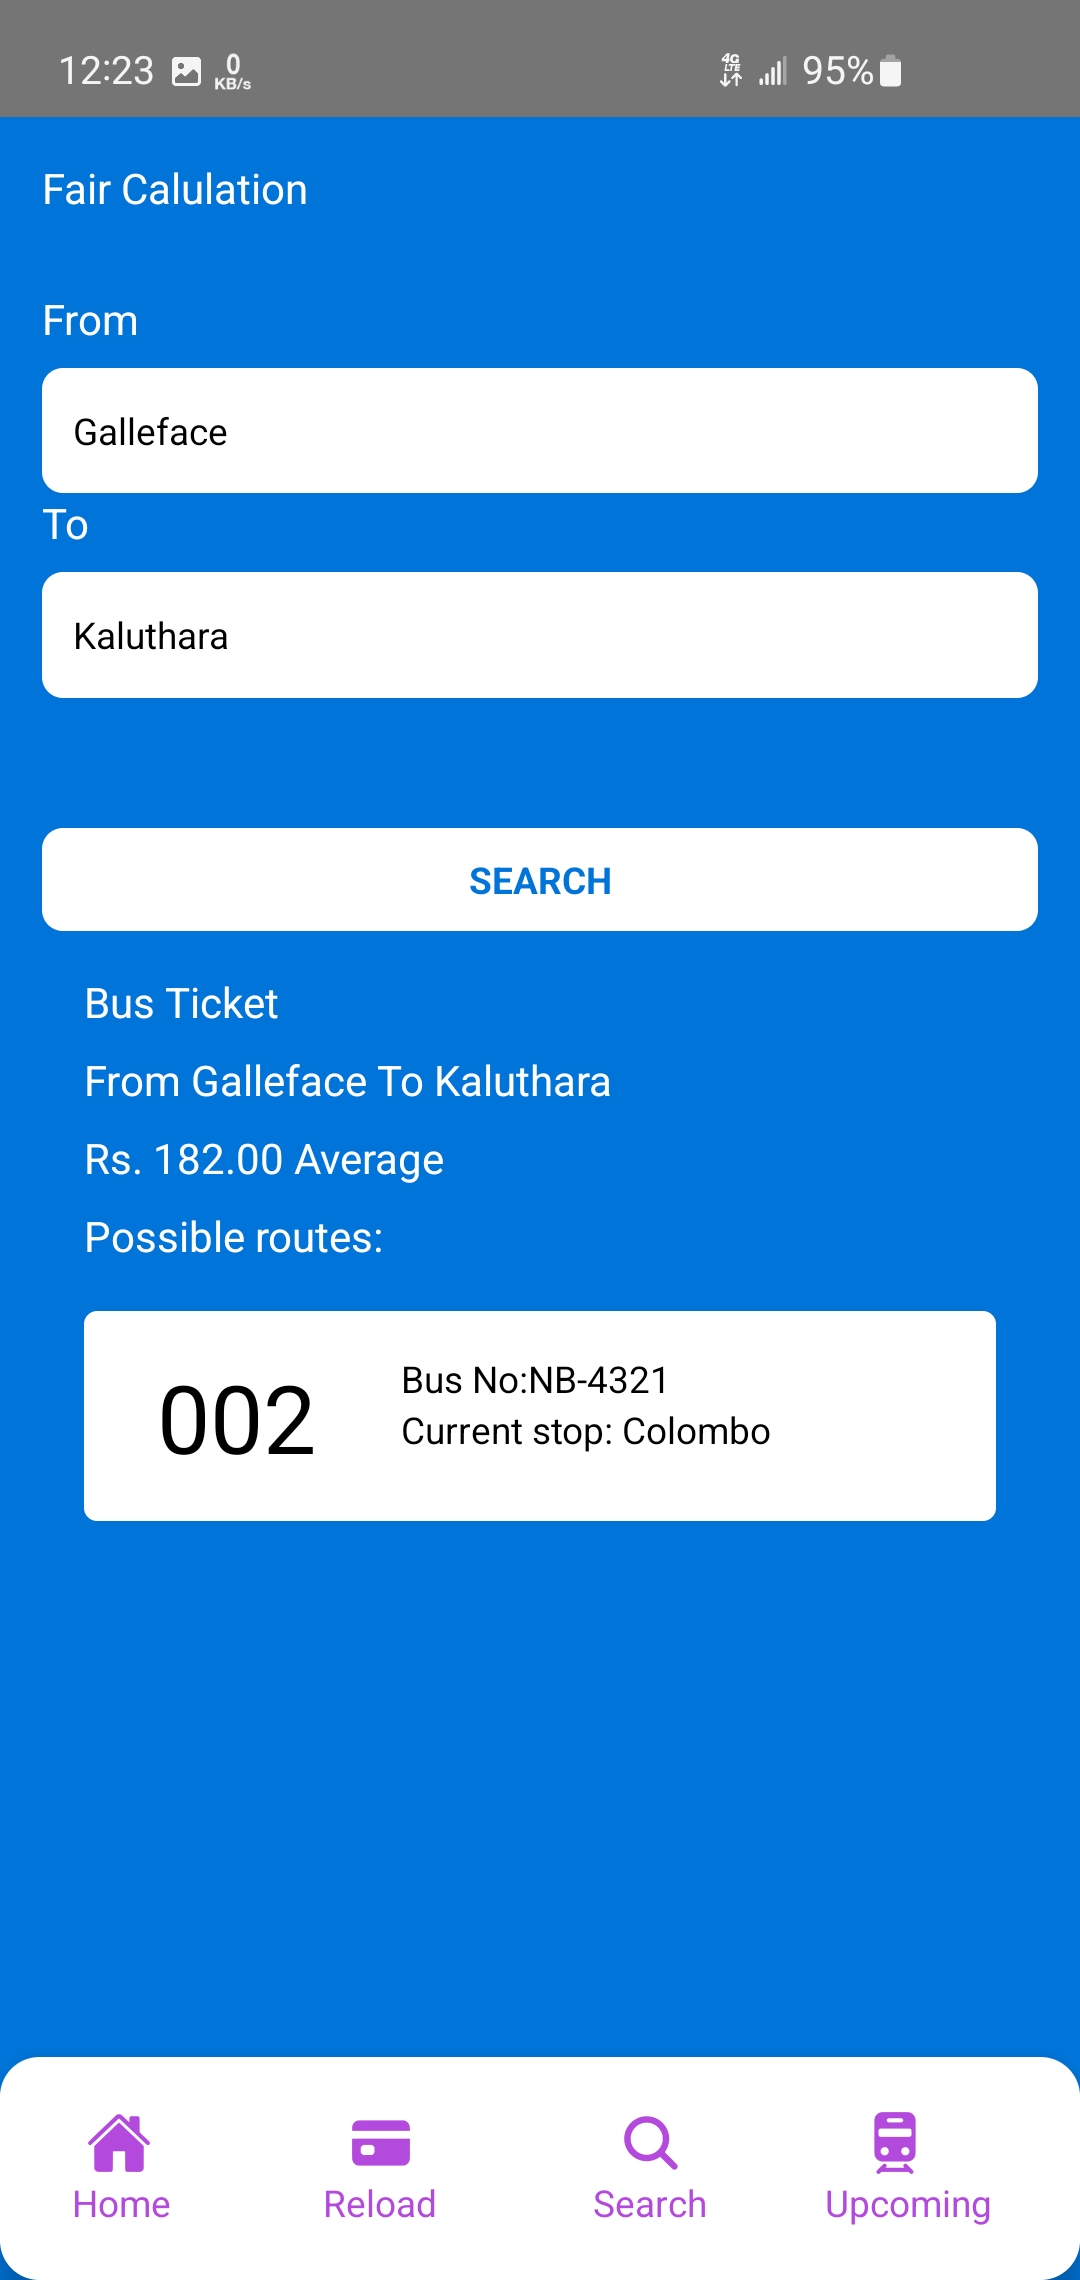 12:23 0 KB/s 4G LTE 95%
Fair Calulation
From
Galleface
To
Kaluthara
SEARCH
Bus Ticket
From Galleface To Kaluthara
Rs. 182.00 Average
Possible routes:
002
Bus No:NB-4321
Current stop: Colombo
Home Reload Search Upcoming